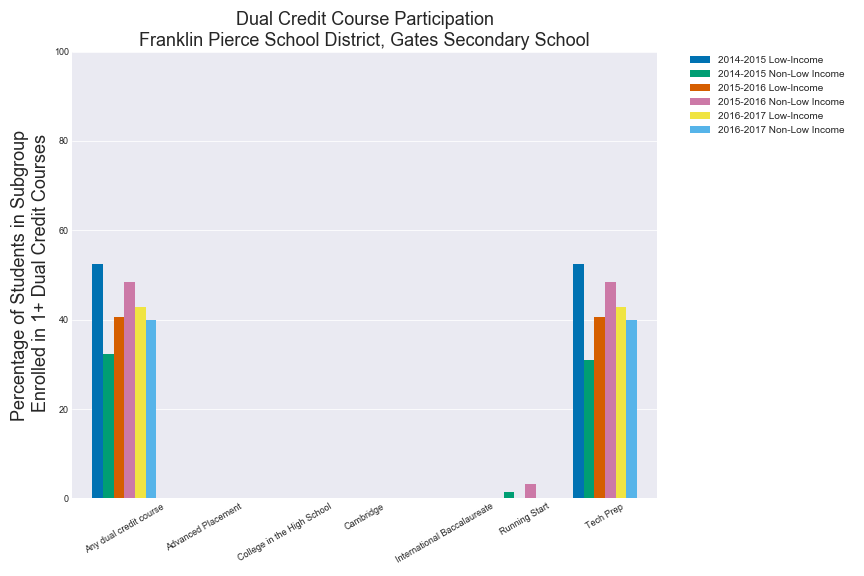 Dual Credit Course Participation
Franklin Pierce School District, Gates Secondary School
Percentage of Students in Subgroup
Enrolled in 1+ Dual Credit Courses
100
80
60
40
20
0
Any dual credit course
Advanced Placement
College in the High School
Cambridge
International Baccalaureate
Running Start
Tech Prep
2014-2015 Low-Income
2014-2015 Non-Low Income
2015-2016 Low-Income
2015-2016 Non-Low Income
2016-2017 Low-Income
2016-2017 Non-Low Income